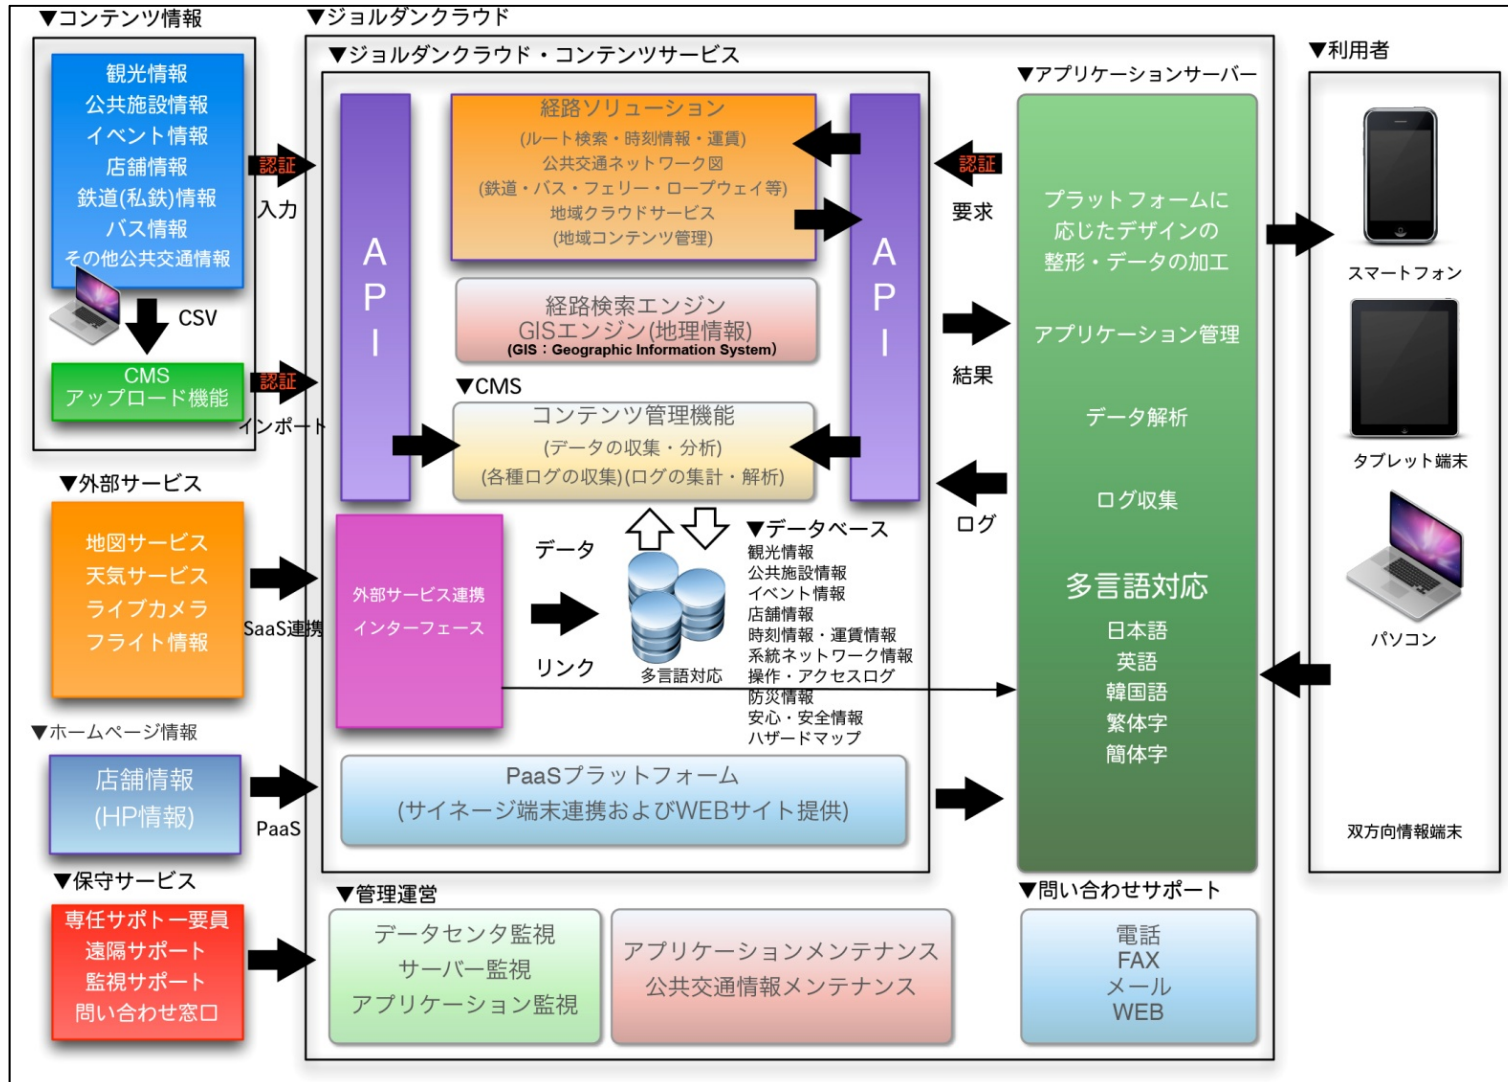 ▼コンテンツ情報
観光情報
公共施設情報
イベント情報
店舗情報
鉄道(私鉄)情報
バス情報
その他公共交通情報
CSV
CMS
アップロード機能
認証
入力
認証
インポート
▼外部サービス
地図サービス
天気サービス
ライブカメラ
フライト情報
SaaS連携
▼ホームページ情報
店舗情報
(HP情報)
PaaS
▼保守サービス
専任サポトー要員
遠隔サポート
監視サポート
問い合わせ窓口
▼ジョルダンクラウド
▼ジョルダンクラウド・コンテンツサービス
API
経路ソリューション
(ルート検索・時刻情報・運賃)
公共交通ネットワーク図
(鉄道・バス・フェリー・ロープウェイ等)
地域クラウドサービス
(地域コンテンツ管理)
経路検索エンジン
GISエンジン(地理情報)
(GIS：Geographic Information System)
▼CMS
コンテンツ管理機能
(データの収集・分析)
(各種ログの収集)(ログの集計・解析)
API
外部サービス連携
インターフェース
データ
リンク
多言語対応
▼データベース
観光情報
公共施設情報
イベント情報
店舗情報
時刻情報・運賃情報
系統ネットワーク情報
操作・アクセスログ
防災情報
安心・安全情報
ハザードマップ
PaaSプラットフォーム
(サイネージ端末連携およびWEBサイト提供)
認証
要求
結果
ログ
▼アプリケーションサーバー
プラットフォームに
応じたデザインの
整形・データの加工
アプリケーション管理
データ解析
ログ収集
多言語対応
日本語
英語
韓国語
繁体字
簡体字
▼管理運営
データセンタ監視
サーバー監視
アプリケーション監視
アプリケーションメンテナンス
公共交通情報メンテナンス
▼問い合わせサポート
電話
FAX
メール
WEB
▼利用者
スマートフォン
タブレット端末
パソコン
双方向情報端末